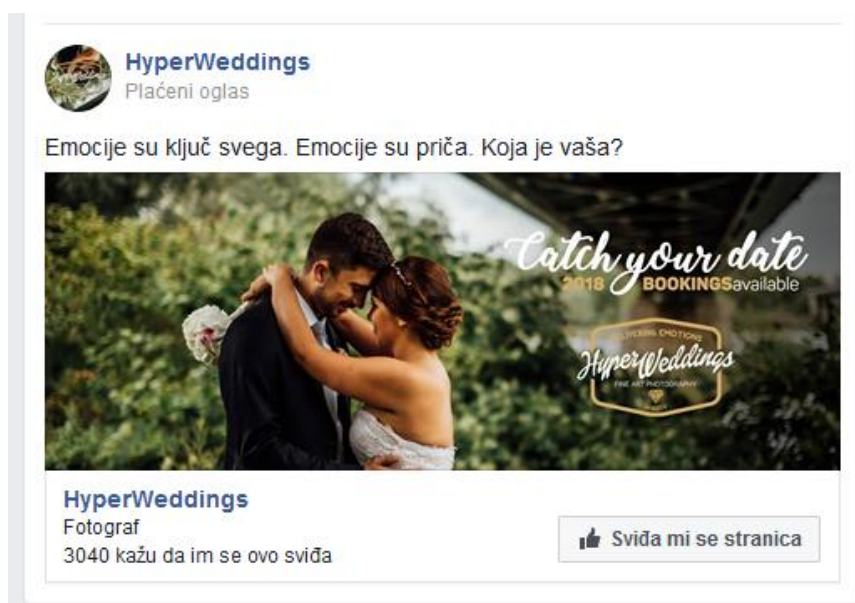 HyperWeddings
Plaćeni oglas
Emocije su ključ svega. Emocije su priča. Koja je vaša?
Catch your date
2018 BOOKINGSavailable
EMOTIONS
HyperWeddings
FINE ART PHOTOGRAPHY
HyperWeddings
Fotograf
3040 kažu da im se ovo sviđa
Sviđa mi se stranica